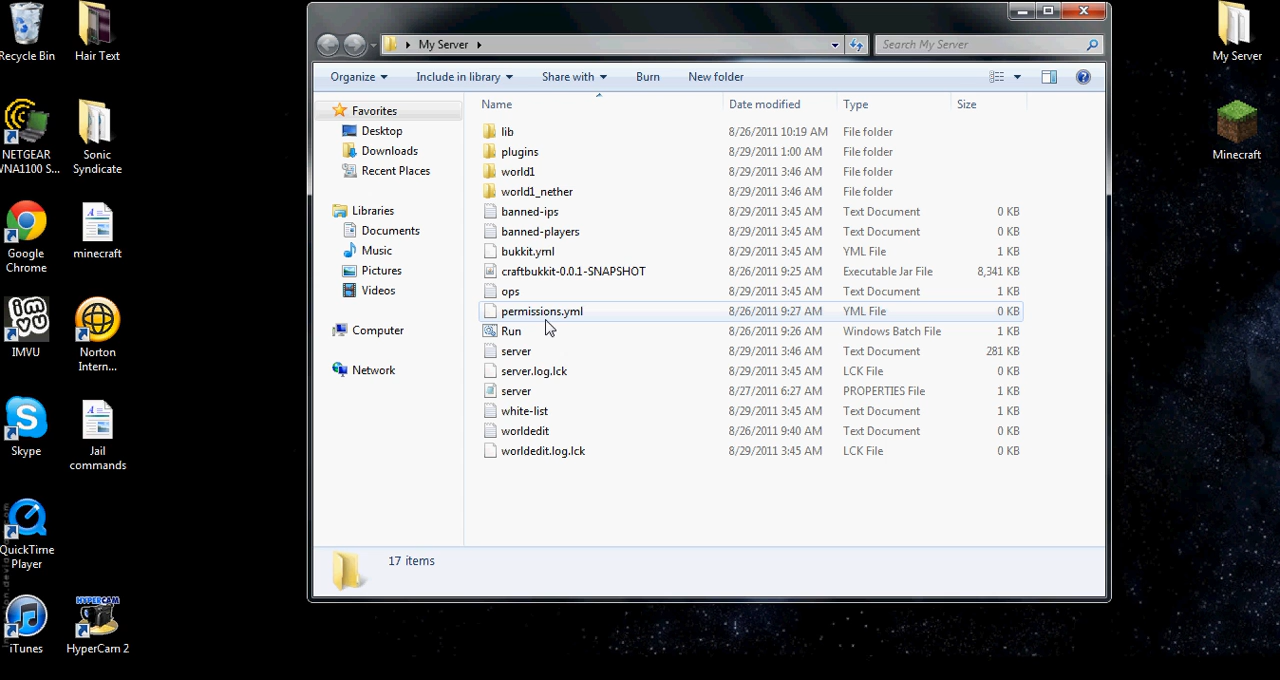 Recycle Bin
Hair Text
NETGEAR
WNA1100 S...
Sonic
Syndicate
Google
Chrome
minecraft
imvu
IMVU
Norton
Intern...
Skype
Jail
commands
QuickTime
Player
iTunes
HYPERCAM
HyperCam 2
My Server
Search My Server
Organize
Include in library
Share with
Burn
New folder
Favorites
Desktop
Downloads
Recent Places
Libraries
Documents
Music
Pictures
Videos
Computer
Network
Name Date modified Type Size
lib 8/26/2011 10:19 AM File folder
plugins 8/29/2011 1:00 AM File folder
world1 8/29/2011 3:46 AM File folder
world1_nether 8/29/2011 3:46 AM File folder
banned-ips 8/29/2011 3:45 AM Text Document 0 KB
banned-players 8/29/2011 3:45 AM Text Document 0 KB
bukkit.yml 8/29/2011 3:45 AM YML File 1 KB
craftbukkit-0.0.1-SNAPSHOT 8/26/2011 9:25 AM Executable Jar File 8,341 KB
ops 8/29/2011 3:45 AM Text Document 1 KB
permissions.yml 8/26/2011 9:27 AM YML File 0 KB
Run 8/26/2011 9:26 AM Windows Batch File 1 KB
server 8/29/2011 3:46 AM Text Document 281 KB
server.log.lck 8/29/2011 3:45 AM LCK File 0 KB
server 8/27/2011 6:27 AM PROPERTIES File 1 KB
white-list 8/29/2011 3:45 AM Text Document 1 KB
worldedit 8/26/2011 9:40 AM Text Document 1 KB
worldedit.log.lck 8/29/2011 3:45 AM LCK File 0 KB
17 items
My Server
Minecraft